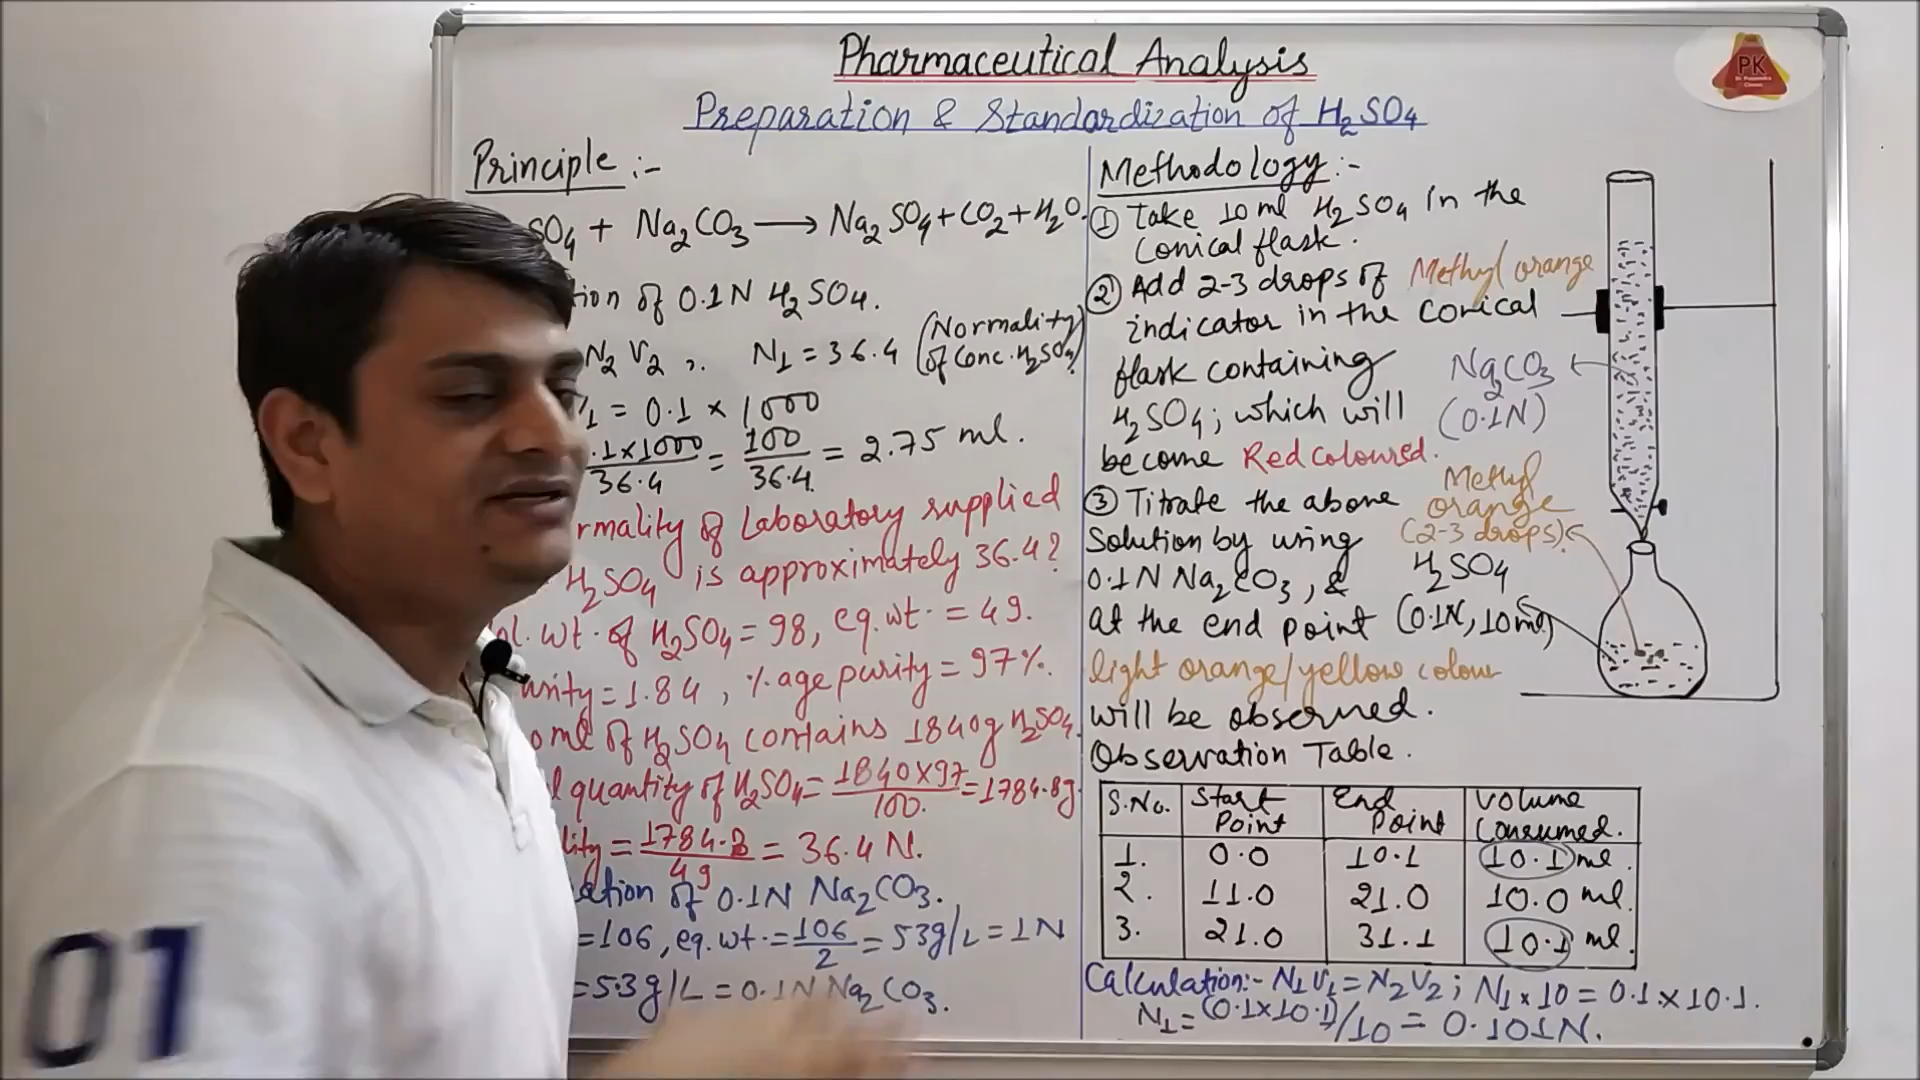 Pharmaceutical Analysis
Preparation & Standardization of H₂SO₄
PK
Principle :-
SO₄ + Na₂CO₃ ⟶ Na₂SO₄ + CO₂ + H₂O.
tion of 0.1N H₂SO₄.
N₂V₂, N₁ = 36.4 (Normality of Conc. H₂SO₄)
= 0.1 × 1000
.1×1000/36.4 = 100/36.4 = 2.75 ml.
rmality of Laboratory supplied
H₂SO₄ is approximately 36.4?
ol. wt. of H₂SO₄ = 98, eq. wt. = 49.
urity = 1.84, %age purity = 97%.
0 ml of H₂SO₄ contains 1840g H₂SO₄.
l quantity of H₂SO₄ = 1840×97/100 = 1784.8g.
lity = 1784.8/49 = 36.4 N.
ation of 0.1N Na₂CO₃.
= 106, eq. wt. = 106/2 = 53g/L = 1N
= 5.3g/L = 0.1N Na₂CO₃.
Methodology :-
① Take 10 ml H₂SO₄ in the
Conical flask.
② Add 2-3 drops of Methyl orange
indicator in the conical
flask containing
H₂SO₄; which will
become Red coloured.
③ Titrate the above
Solution by using
0.1N Na₂CO₃, &
at the end point
light orange/yellow colour
will be observed.
Observation Table.
Na₂CO₃
(0.1N)
Methyl
orange
(2-3 drops)
H₂SO₄
(0.1N, 10ml)
S.No. Start Point End Point Volume Consumed.
1. 0.0 10.1 10.1 ml.
2. 11.0 21.0 10.0 ml.
3. 21.0 31.1 10.1 ml.
Calculation:- N₁V₁ = N₂V₂; N₁×10 = 0.1×10.1.
N₁ = (0.1×10.1)/10 = 0.101N.
01